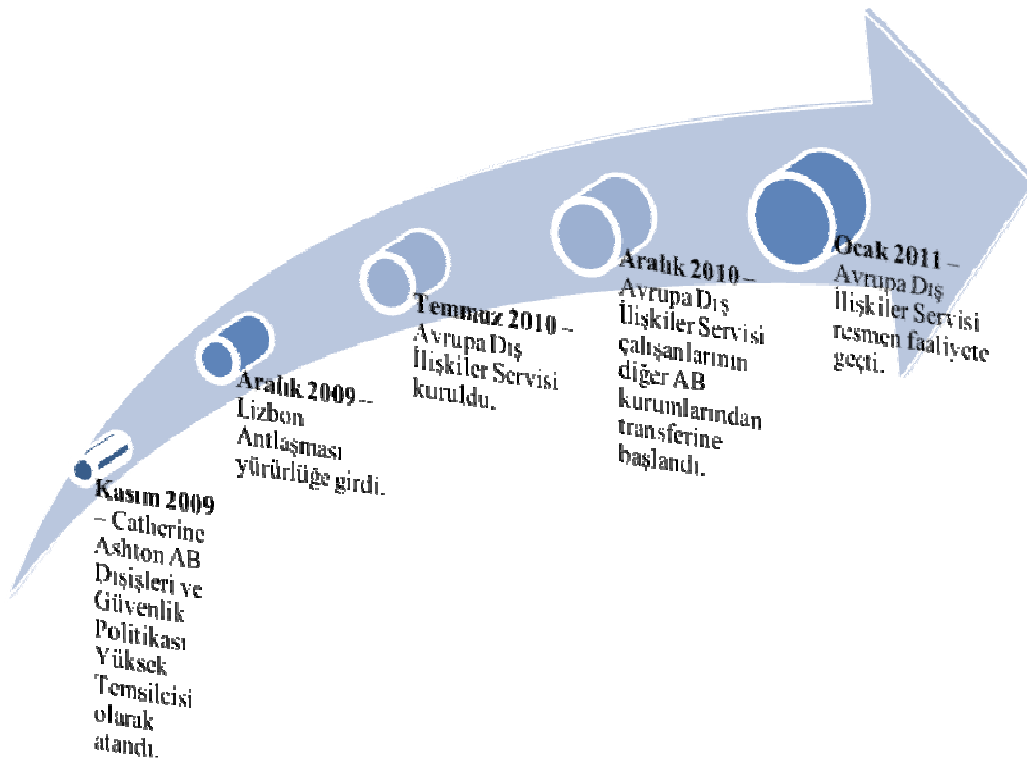 Kasım 2009
– Catherine
Ashton AB
Dışişleri ve
Güvenlik
Politikası
Yüksek
Temsilcisi
olarak
atandı.
Aralık 2009 –
Lizbon
Antlaşması
yürürlüğe girdi.
Temmuz 2010 –
Avrupa Dış
İlişkiler Servisi
kuruldu.
Aralık 2010 –
Avrupa Dış
İlişkiler Servisi
çalışanlarının
diğer AB
kurumlarından
transferine
başlandı.
Ocak 2011 –
Avrupa Dış
İlişkiler Servisi
resmen faaliyete
geçti.